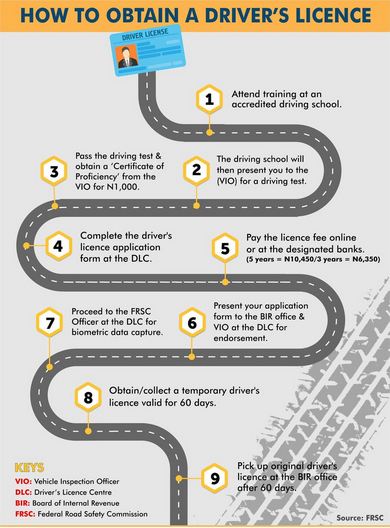 HOW TO OBTAIN A DRIVER'S LICENCE
DRIVER LICENSE
1
Attend training at an
accredited driving school.
2
The driving school will
then present you to the
(VIO) for a driving test.
3
Pass the driving test &
obtain a 'Certificate of
Proficiency' from the
VIO for N1,000.
4
Complete the driver's
licence application
form at the DLC.
5
Pay the licence fee online
or at the designated banks.
(5 years = N10,450/3 years = N6,350)
6
Present your application
form to the BIR office &
VIO at the DLC for
endorsement.
7
Proceed to the FRSC
Officer at the DLC for
biometric data capture.
8
Obtain/collect a temporary driver's
licence valid for 60 days.
9
Pick up original driver's
licence at the BIR office
after 60 days.
KEYS
VIO: Vehicle Inspection Officer
DLC: Driver's Licence Centre
BIR: Board of Internal Revenue
FRSC: Federal Road Safety Commission
Source: FRSC